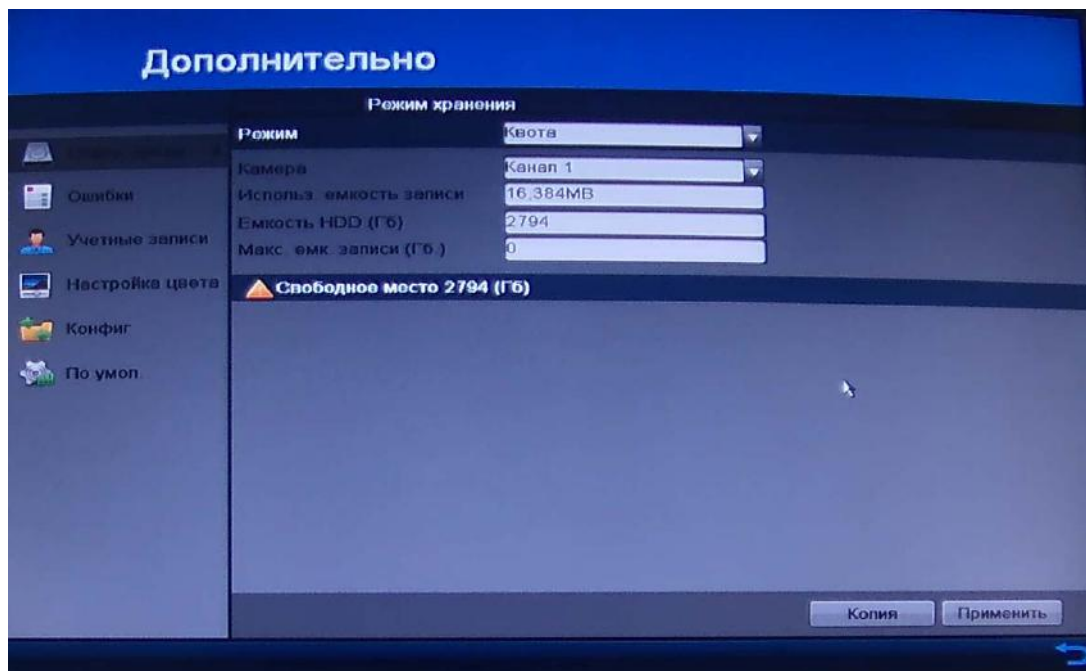 Дополнительно
Режим хранения
Режим Квота
Камера Канал 1
Использ. емкость записи 16,384MB
Емкость HDD (Гб) 2794
Макс. емк. записи (Гб.) 0
Свободное место 2794 (Гб)
Ошибки
Учетные записи
Настройка цвета
Конфиг
По умол.
Копия Применить